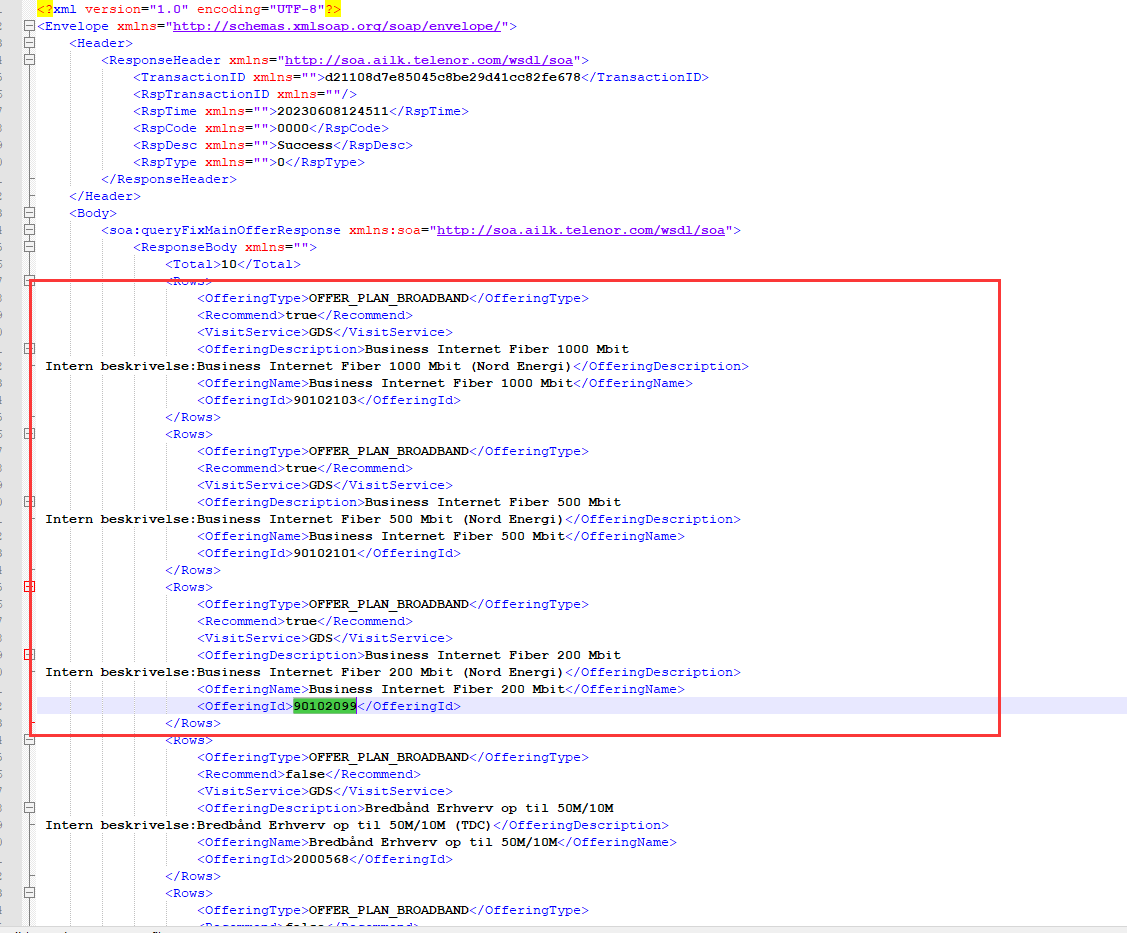 <?xml version="1.0" encoding="UTF-8"?>
<Envelope xmlns="http://schemas.xmlsoap.org/soap/envelope/">
<Header>
<ResponseHeader xmlns="http://soa.ailk.telenor.com/wsdl/soa">
<TransactionID xmlns="">d21108d7e85045c8be29d41cc82fe678</TransactionID>
<RspTransactionID xmlns=""/>
<RspTime xmlns="">20230608124511</RspTime>
<RspCode xmlns="">0000</RspCode>
<RspDesc xmlns="">Success</RspDesc>
<RspType xmlns="">0</RspType>
</ResponseHeader>
</Header>
<Body>
<soa:queryFixMainOfferResponse xmlns:soa="http://soa.ailk.telenor.com/wsdl/soa">
<ResponseBody xmlns="">
<Total>10</Total>
<Rows>
<OfferingType>OFFER_PLAN_BROADBAND</OfferingType>
<Recommend>true</Recommend>
<VisitService>GDS</VisitService>
<OfferingDescription>Business Internet Fiber 1000 Mbit
Intern beskrivelse:Business Internet Fiber 1000 Mbit (Nord Energi)</OfferingDescription>
<OfferingName>Business Internet Fiber 1000 Mbit</OfferingName>
<OfferingId>90102103</OfferingId>
</Rows>
<Rows>
<OfferingType>OFFER_PLAN_BROADBAND</OfferingType>
<Recommend>true</Recommend>
<VisitService>GDS</VisitService>
<OfferingDescription>Business Internet Fiber 500 Mbit
Intern beskrivelse:Business Internet Fiber 500 Mbit (Nord Energi)</OfferingDescription>
<OfferingName>Business Internet Fiber 500 Mbit</OfferingName>
<OfferingId>90102101</OfferingId>
</Rows>
<Rows>
<OfferingType>OFFER_PLAN_BROADBAND</OfferingType>
<Recommend>true</Recommend>
<VisitService>GDS</VisitService>
<OfferingDescription>Business Internet Fiber 200 Mbit
Intern beskrivelse:Business Internet Fiber 200 Mbit (Nord Energi)</OfferingDescription>
<OfferingName>Business Internet Fiber 200 Mbit</OfferingName>
<OfferingId>90102099</OfferingId>
</Rows>
<Rows>
<OfferingType>OFFER_PLAN_BROADBAND</OfferingType>
<Recommend>false</Recommend>
<VisitService>GDS</VisitService>
<OfferingDescription>Bredbånd Erhverv op til 50M/10M
Intern beskrivelse:Bredbånd Erhverv op til 50M/10M (TDC)</OfferingDescription>
<OfferingName>Bredbånd Erhverv op til 50M/10M</OfferingName>
<OfferingId>2000568</OfferingId>
</Rows>
<Rows>
<OfferingType>OFFER_PLAN_BROADBAND</OfferingType>
<Recommend>false</Recommend>